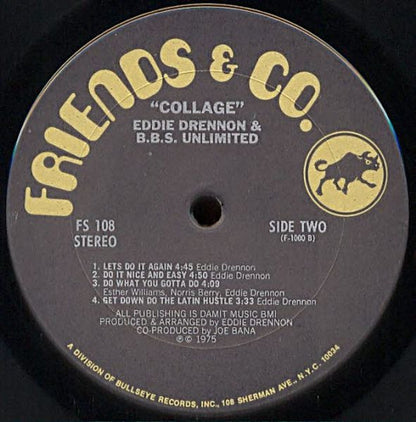 FRIENDS & CO.
"COLLAGE"
EDDIE DRENNON &
B.B.S. UNLIMITED
FS 108
STEREO
SIDE TWO
(F-1000 B)
1. LETS DO IT AGAIN 4:45 Eddie Drennon
2. DO IT NICE AND EASY 4:50 Eddie Drennon
3. DO WHAT YOU GOTTA DO 4:09
Esther Williams, Norris Berry, Eddie Drennon
4. GET DOWN DO THE LATIN HUSTLE 3:33 Eddie Drennon
ALL PUBLISHING IS DAMIT MUSIC BMI
PRODUCED & ARRANGED by EDDIE DRENNON
CO-PRODUCED by JOE BANA
℗ © 1975
A DIVISION OF BULLSEYE RECORDS, INC., 108 SHERMAN AVE., N.Y.C. 10034